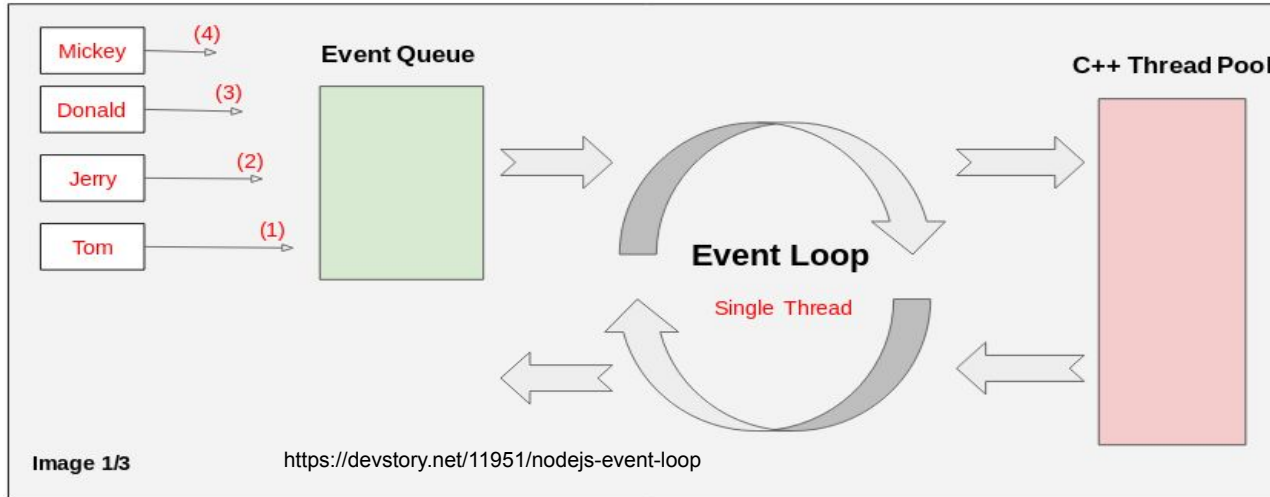 Mickey
(4)
Donald
(3)
Jerry
(2)
Tom
(1)
Event Queue
Event Loop
Single Thread
C++ Thread Pool
Image 1/3
https://devstory.net/11951/nodejs-event-loop